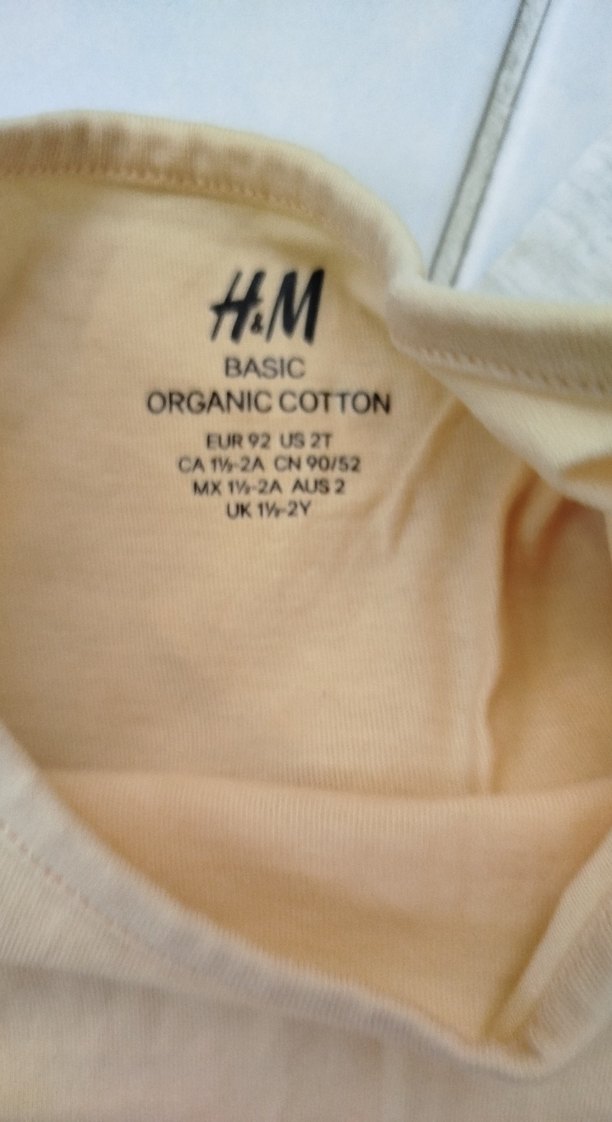 H&M
BASIC
ORGANIC COTTON
EUR 92 US 2T
CA 1½-2A CN 90/52
MX 1½-2A AUS 2
UK 1½-2Y